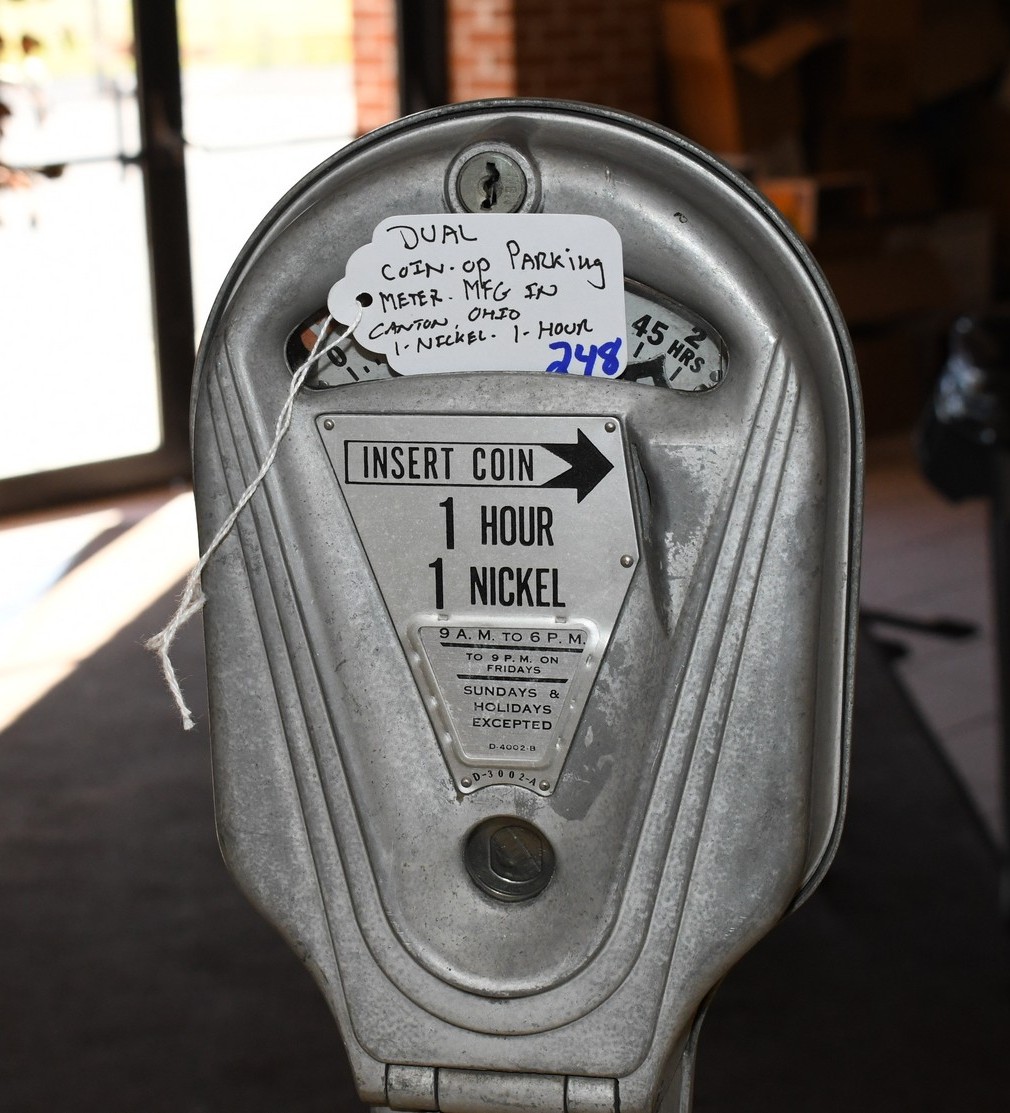 DUAL
COIN-OP PARKing
METER. MFG IN
CANTON, OHIO
1-NICKEL. 1-HOUR
248
0
45 2
HRS
INSERT COIN
1 HOUR
1 NICKEL
9 A. M. TO 6 P. M.
TO 9 P. M. ON
FRIDAYS
SUNDAYS &
HOLIDAYS
EXCEPTED
D-4002-B
D-3002-A